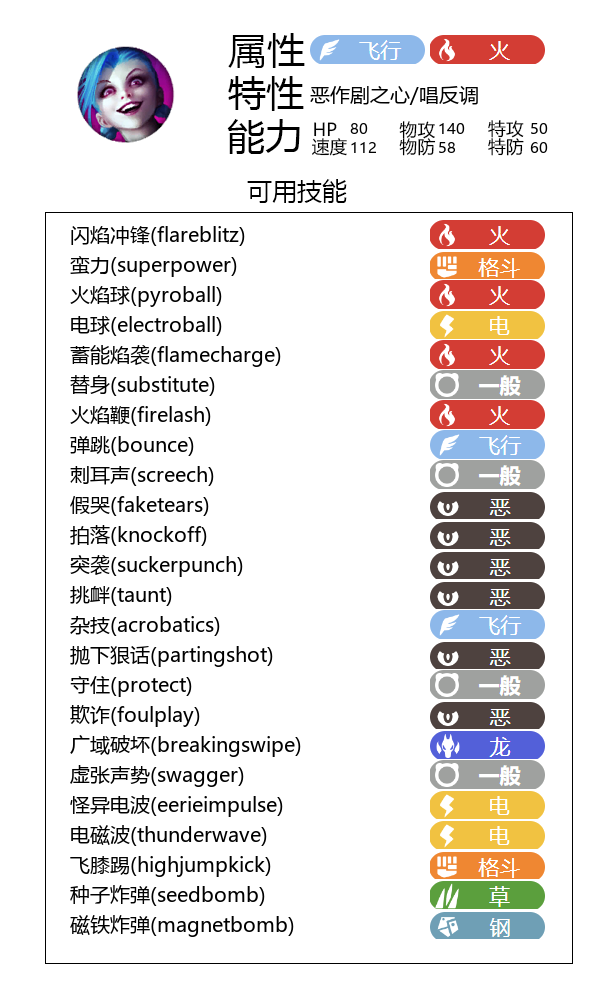 属性 飞行 火
特性 恶作剧之心/唱反调
能力 HP 80 物攻 140 特攻 50
速度 112 物防 58 特防 60
可用技能
闪焰冲锋(flareblitz) 火
蛮力(superpower) 格斗
火焰球(pyroball) 火
电球(electroball) 电
蓄能焰袭(flamecharge) 火
替身(substitute) 一般
火焰鞭(firelash) 火
弹跳(bounce) 飞行
刺耳声(screech) 一般
假哭(faketears) 恶
拍落(knockoff) 恶
突袭(suckerpunch) 恶
挑衅(taunt) 恶
杂技(acrobatics) 飞行
抛下狠话(partingshot) 恶
守住(protect) 一般
欺诈(foulplay) 恶
广域破坏(breakingswipe) 龙
虚张声势(swagger) 一般
怪异电波(eerieimpulse) 电
电磁波(thunderwave) 电
飞膝踢(highjumpkick) 格斗
种子炸弹(seedbomb) 草
磁铁炸弹(magnetbomb) 钢